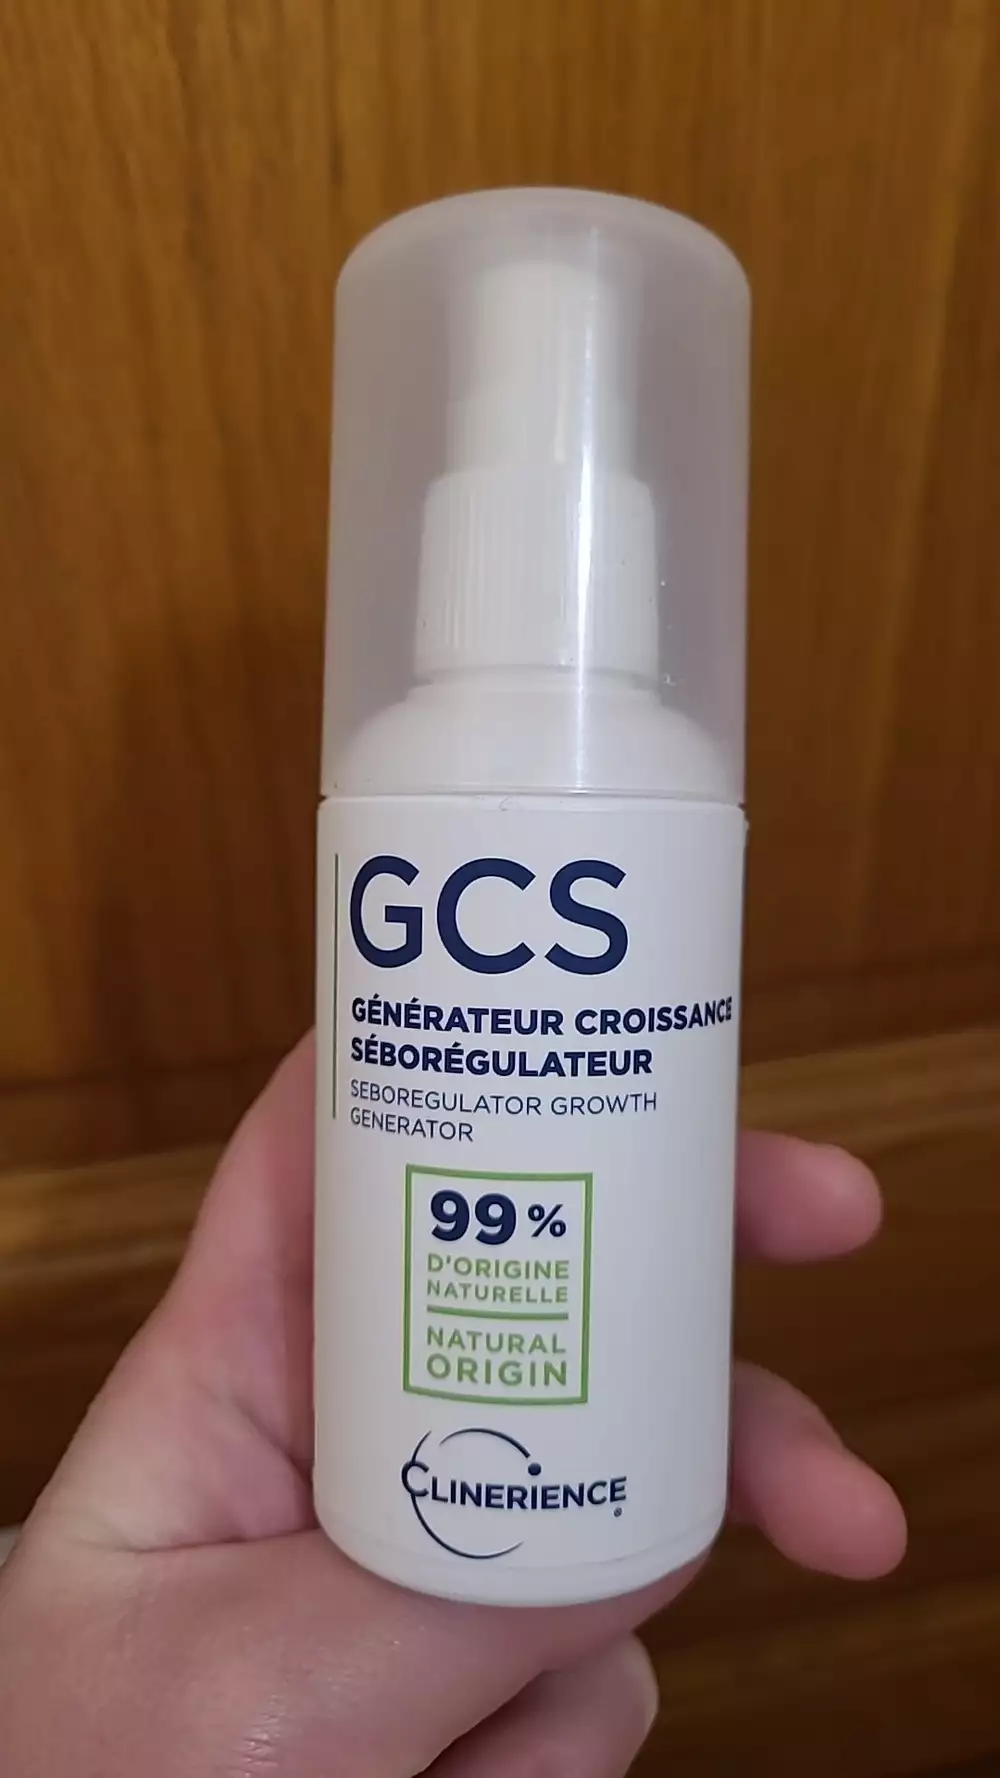 GCS
GÉNÉRATEUR CROISSANCE
SÉBORÉGULATEUR
SEBOREGULATOR GROWTH
GENERATOR
99 %
D'ORIGINE
NATURELLE
NATURAL
ORIGIN
CLINERIENCE®